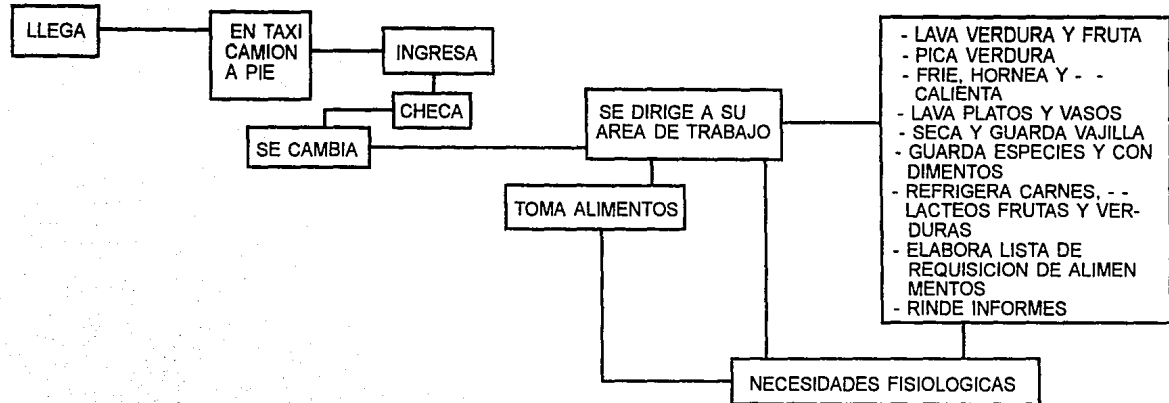 LLEGA
EN TAXI
CAMION
A PIE
INGRESA
CHECA
SE CAMBIA
SE DIRIGE A SU
AREA DE TRABAJO
TOMA ALIMENTOS
- LAVA VERDURA Y FRUTA
- PICA VERDURA
- FRIE, HORNEA Y - -
CALIENTA
- LAVA PLATOS Y VASOS
- SECA Y GUARDA VAJILLA
- GUARDA ESPECIES Y CON
DIMENTOS
- REFRIGERA CARNES, - -
LACTEOS FRUTAS Y VER-
DURAS
- ELABORA LISTA DE
REQUISICION DE ALIMEN
MENTOS
- RINDE INFORMES
NECESIDADES FISIOLOGICAS